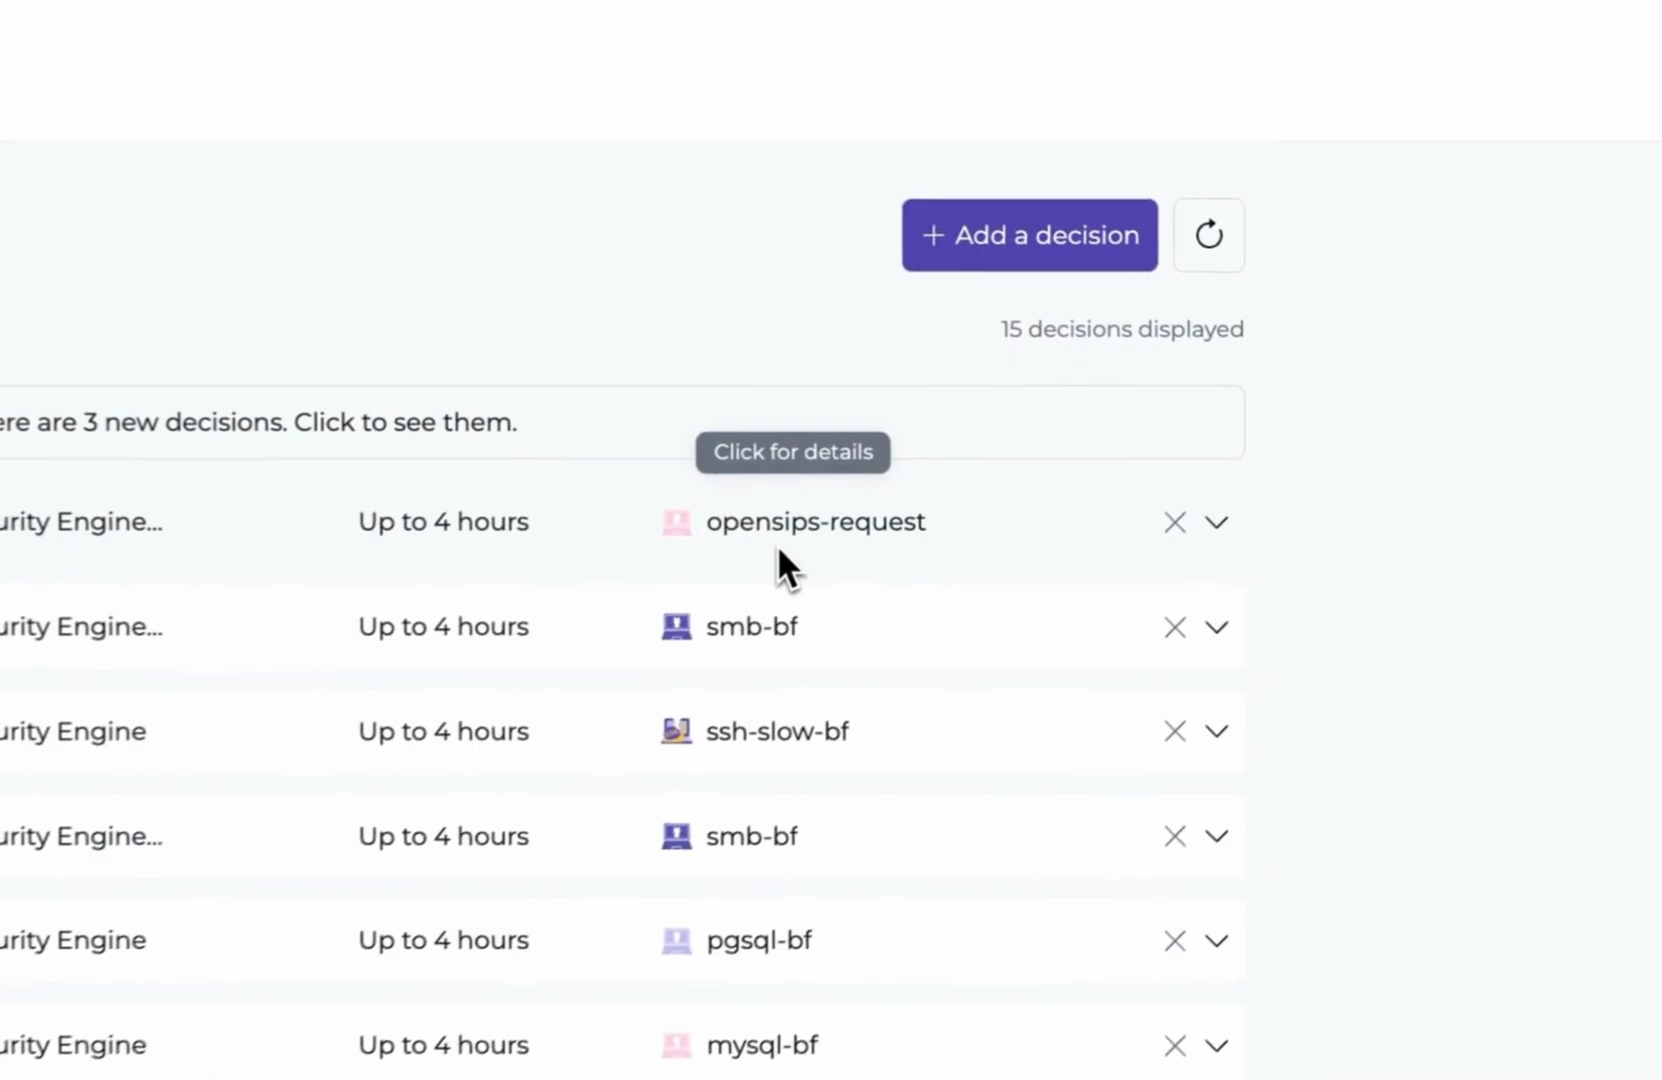 + Add a decision
15 decisions displayed
ere are 3 new decisions. Click to see them.
Click for details
urity Engine... Up to 4 hours opensips-request
urity Engine... Up to 4 hours smb-bf
urity Engine Up to 4 hours ssh-slow-bf
urity Engine... Up to 4 hours smb-bf
urity Engine Up to 4 hours pgsql-bf
urity Engine Up to 4 hours mysql-bf